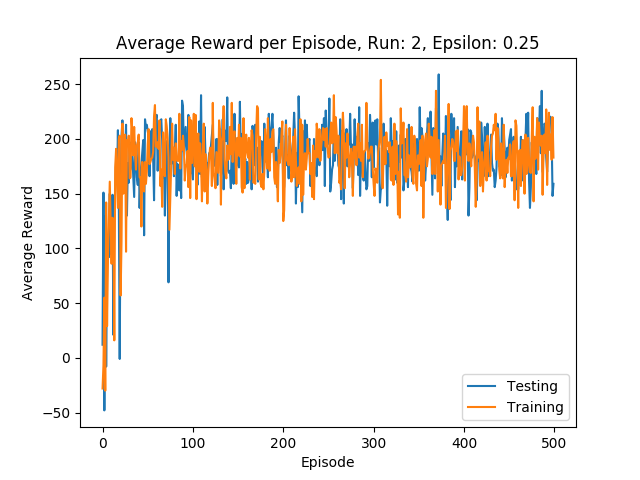 Average Reward per Episode, Run: 2, Epsilon: 0.25
250
200
150
100
50
0
−50
Average Reward
0
100
200
300
400
500
Episode
Testing
Training